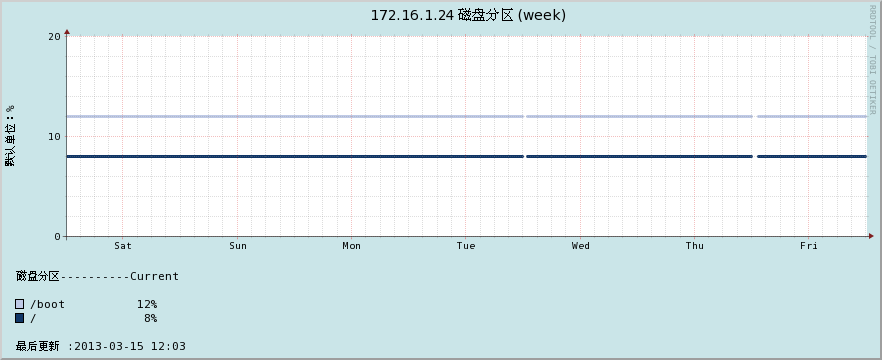 172.16.1.24 磁盘分区 (week)
RRDTOOL / TOBI OETIKER
默认单位：%
20
10
0
Sat Sun Mon Tue Wed Thu Fri
磁盘分区----------Current
/boot 12%
/ 8%
最后更新 :2013-03-15 12:03